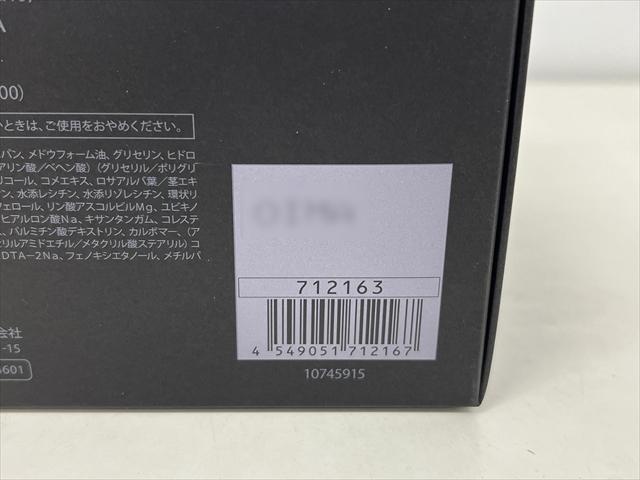 00)
いときは、ご使用をおやめください。
バン、メドウフォーム油、グリセリン、ヒドロ
アリン酸／ベヘン酸）（グリセリル／ポリグリ
リコール、コメエキス、ロサアルバ葉／茎エキ
ン、水添レシチン、水添リゾレシチン、環状リ
フェロール、リン酸アスコルビルMg、ユビキノ
ヒアルロン酸Na、キサンタンガム、コレステ
、パルミチン酸デキストリン、カルボマー、（ア
リルアミドエチル／メタクリル酸ステアリル）コ
DTA-2Na、フェノキシエタノール、メチルパ
会社
-15
6601
712163
4 549051 712167
10745915